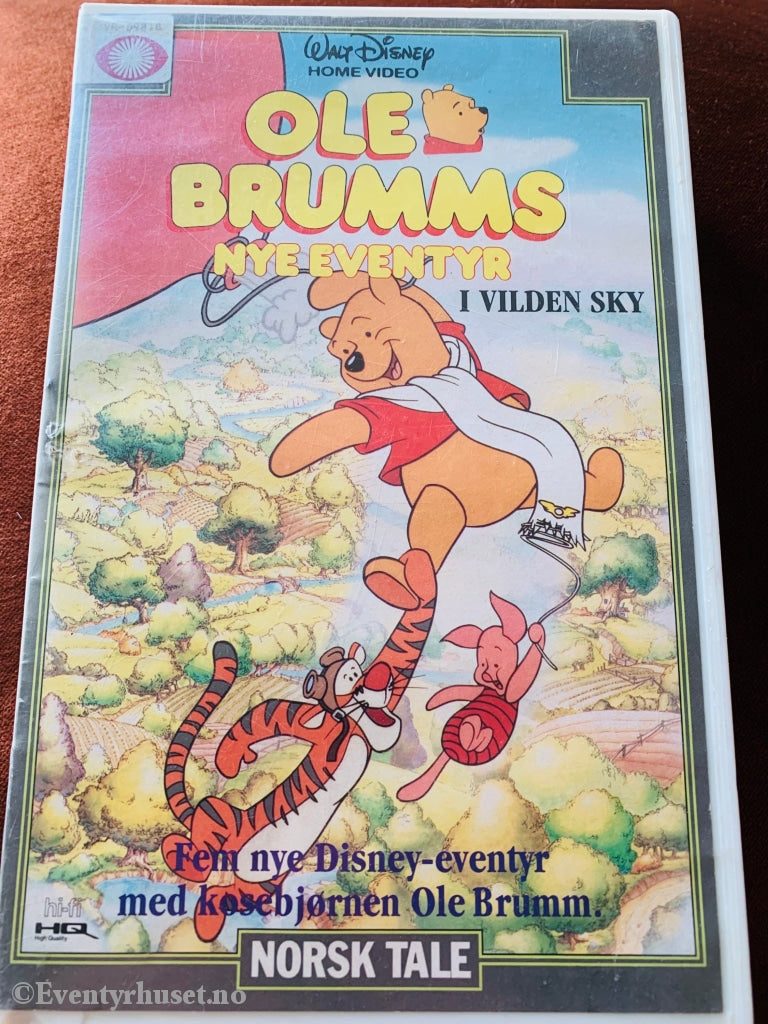 Walt Disney
HOME VIDEO
OLE
BRUMMS
NYE EVENTYR
I VILDEN SKY
Fem nye Disney-eventyr
med kosebjørnen Ole Brumm.
hi-fi
HQ
High Quality
NORSK TALE
©Eventyrhuset.no